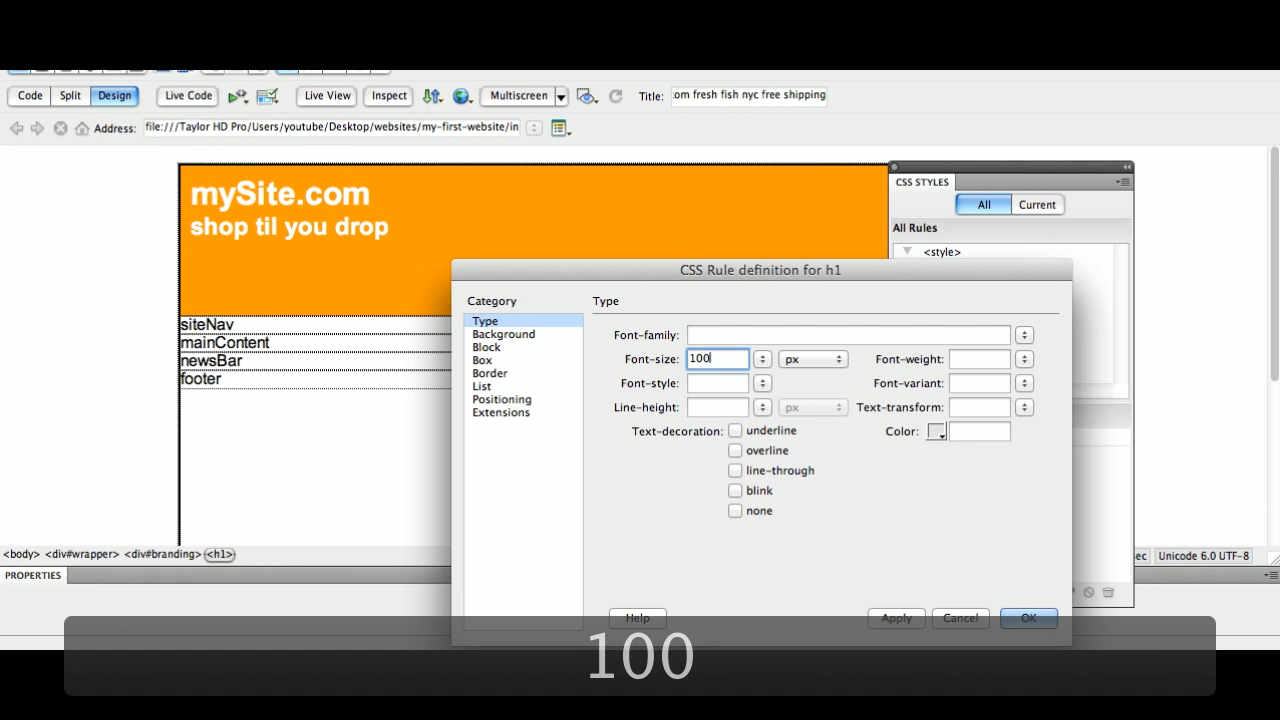 Code Split Design Live Code Live View Inspect Multiscreen Title: om fresh fish nyc free shipping
Address: file:///Taylor HD Pro/Users/youtube/Desktop/websites/my-first-website/in
mySite.com
shop til you drop
siteNav
mainContent
newsBar
footer
CSS STYLES
All Current
All Rules
<style>
CSS Rule definition for h1
Category
Type
Background
Block
Box
Border
List
Positioning
Extensions
Type
Font-family:
Font-size: 100 px Font-weight:
Font-style: Font-variant:
Line-height: px Text-transform:
Text-decoration: underline Color:
overline
line-through
blink
none
Help Apply Cancel OK
<body> <div#wrapper> <div#branding> <h1> ec Unicode 6.0 UTF-8
PROPERTIES
100